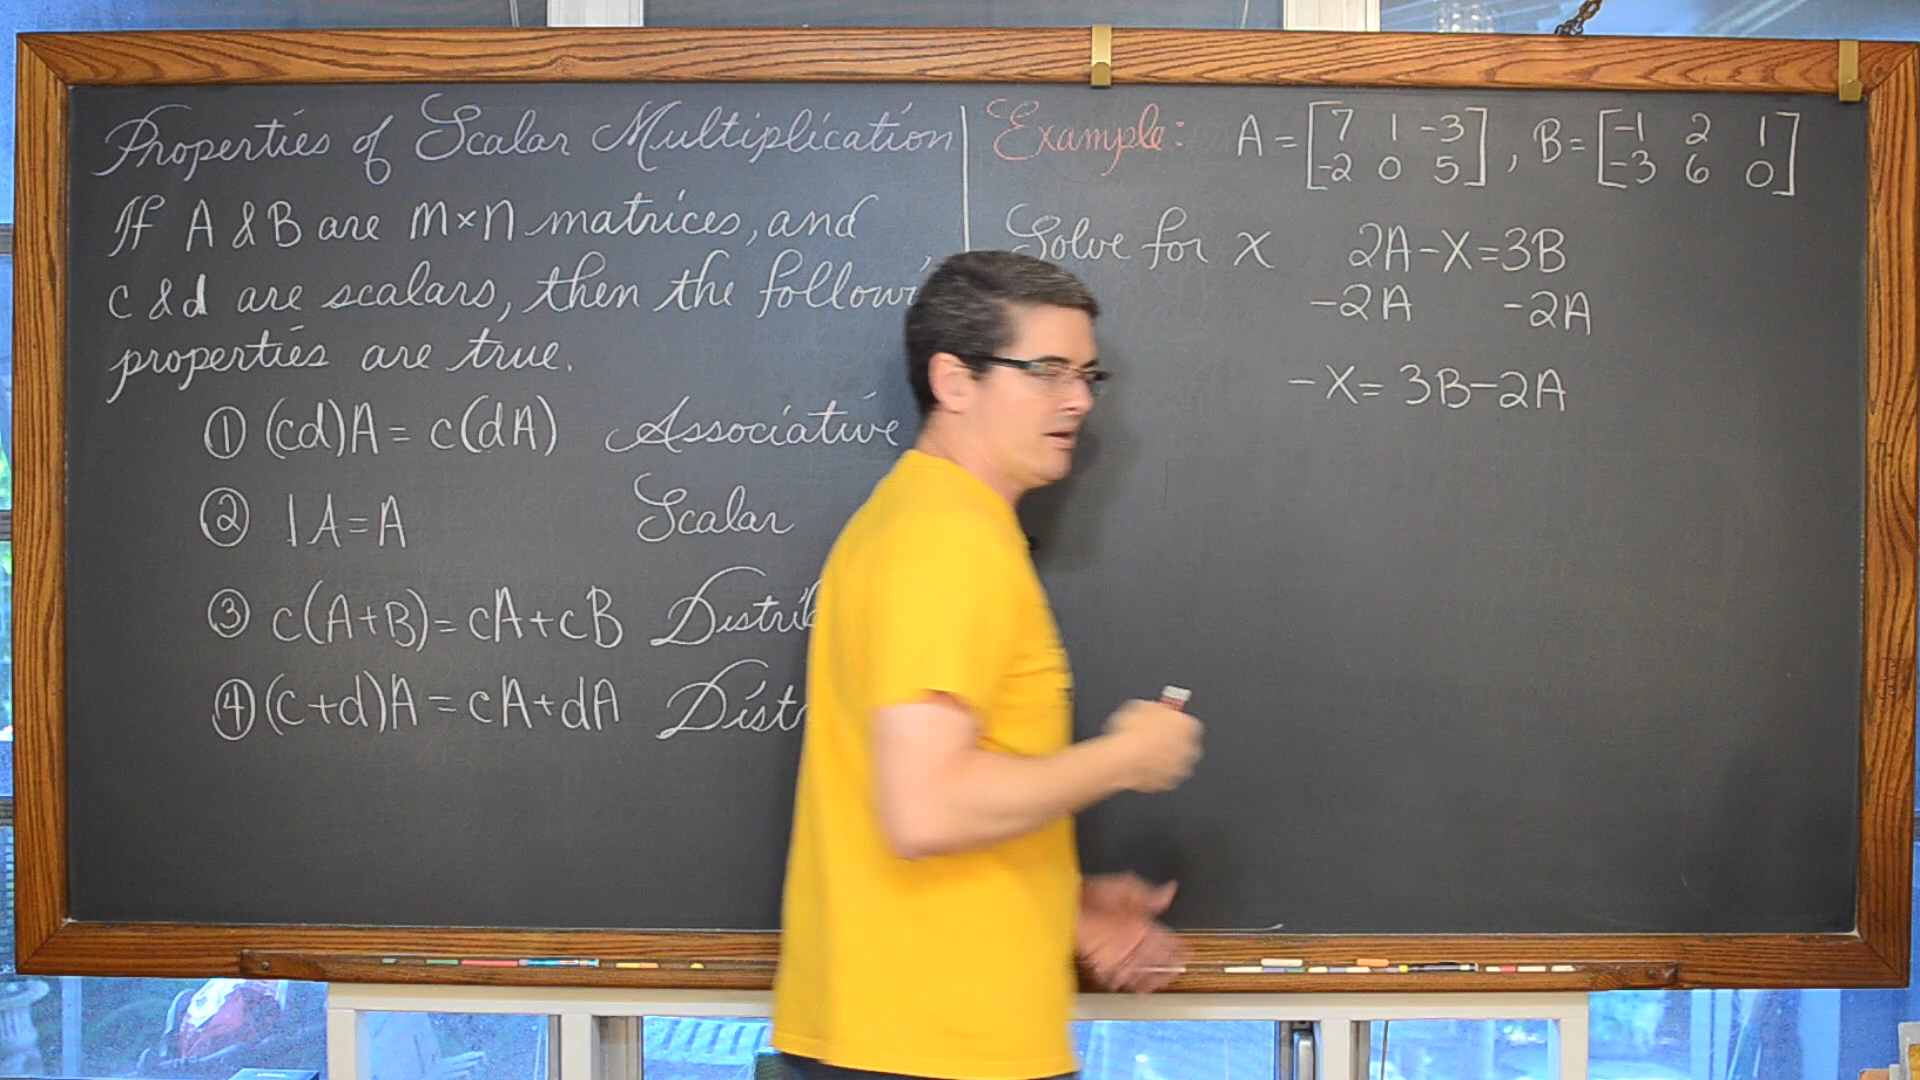 Properties of Scalar Multiplication
If A & B are m×n matrices, and
c & d are scalars, then the
properties are true.
① (cd)A = c(dA) Associative
② 1A = A Scalar
③ c(A+B) = cA+cB
④ (c+d)A = cA+dA
Example: A = [7 1 -3], B = [-1 2 1]
[-2 0 5] [-3 6 0]
Solve for X 2A-X=3B
-2A -2A
-X= 3B-2A